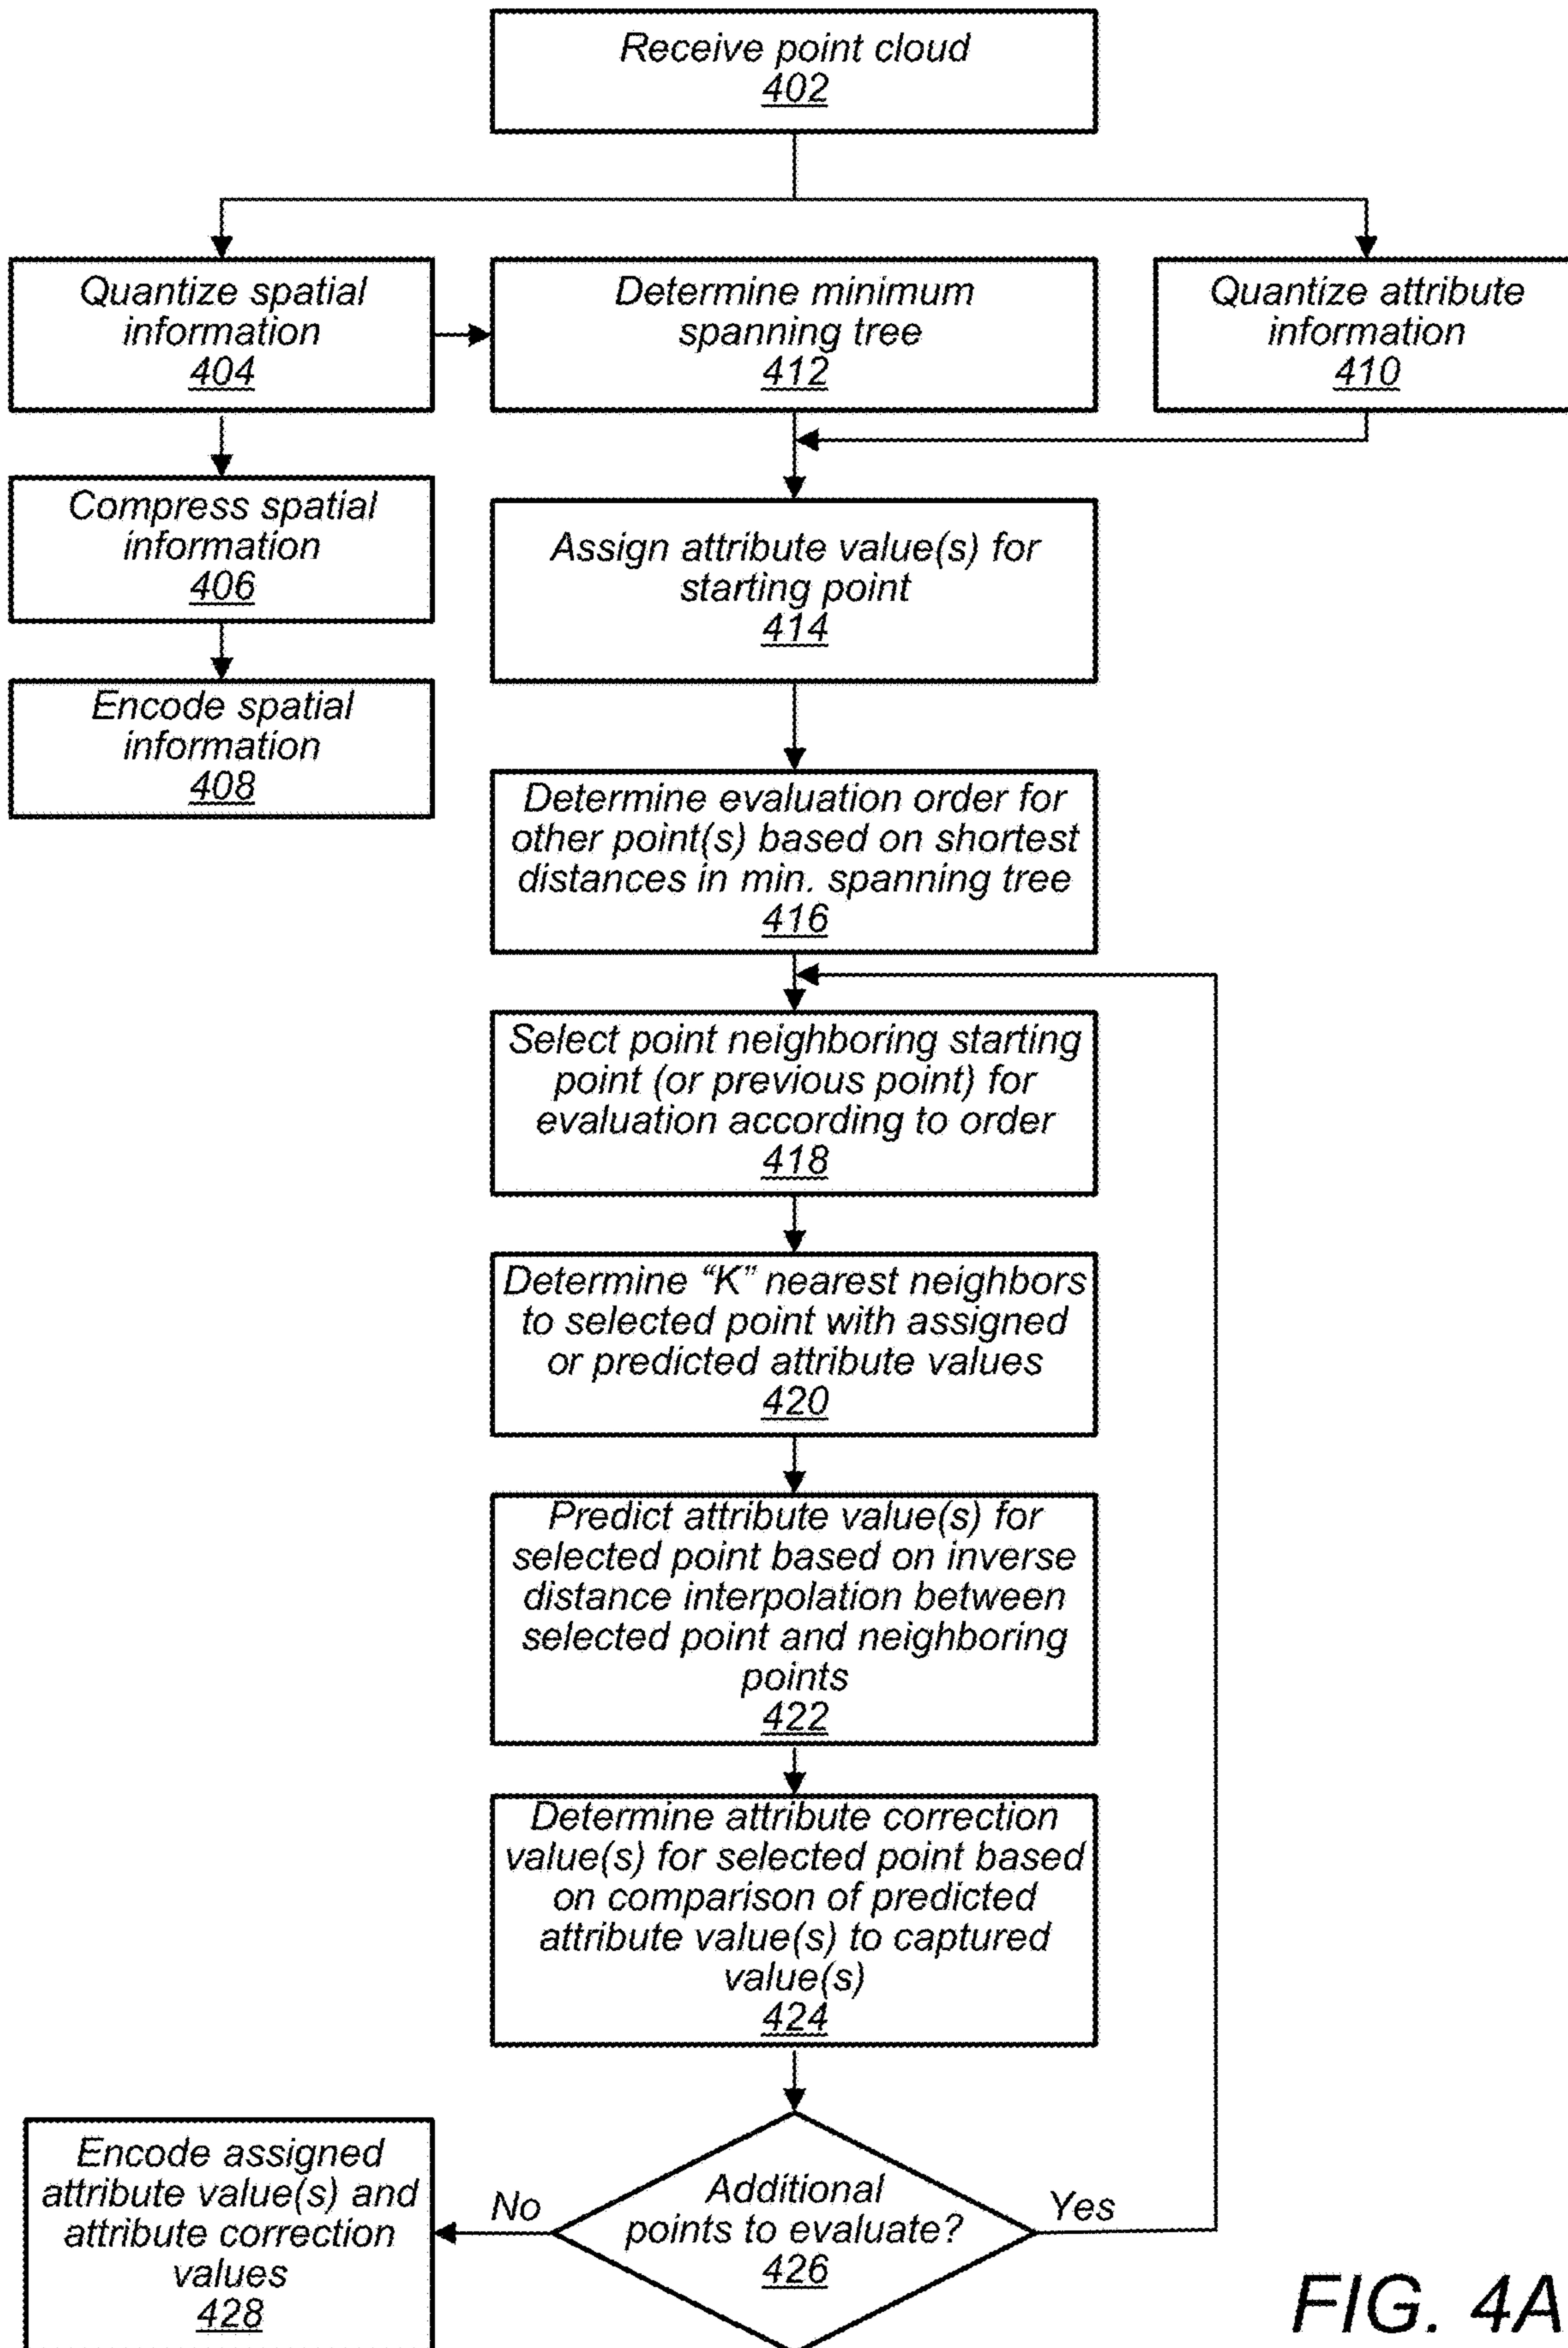 Receive point cloud
402
Quantize spatial
information
404
Determine minimum
spanning tree
412
Quantize attribute
information
410
Compress spatial
information
406
Assign attribute value(s) for
starting point
414
Encode spatial
information
408
Determine evaluation order for
other point(s) based on shortest
distances in min. spanning tree
416
Select point neighboring starting
point (or previous point) for
evaluation according to order
418
Determine “K” nearest neighbors
to selected point with assigned
or predicted attribute values
420
Predict attribute value(s) for
selected point based on inverse
distance interpolation between
selected point and neighboring
points
422
Determine attribute correction
value(s) for selected point based
on comparison of predicted
attribute value(s) to captured
value(s)
424
Additional
points to evaluate?
426
Yes
No
Encode assigned
attribute value(s) and
attribute correction
values
428
FIG. 4A